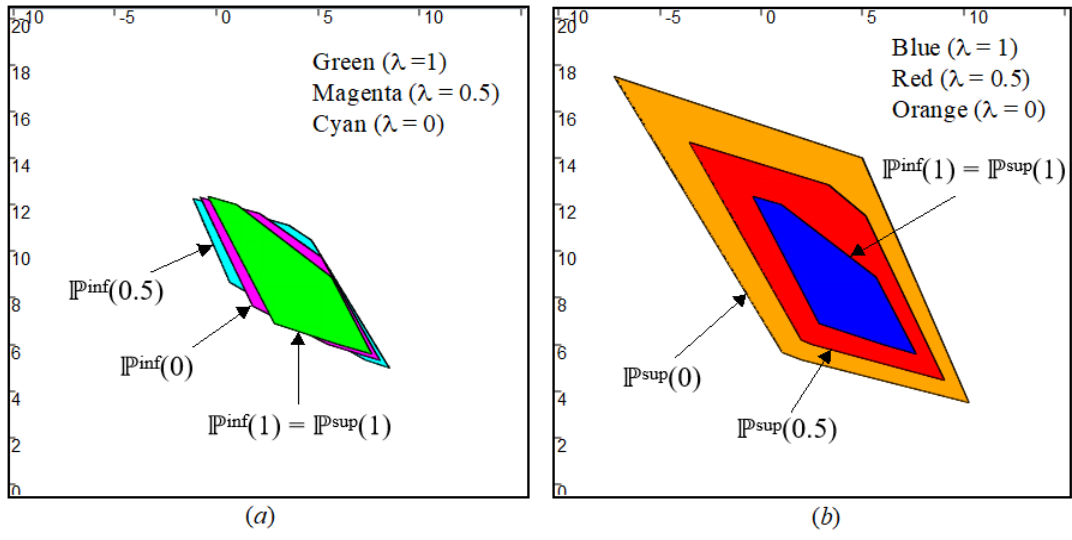 -10 -5 0 5 10
20
18
16
14
12
10
8
6
4
2
0
Green (λ =1)
Magenta (λ = 0.5)
Cyan (λ = 0)
ℙinf(0.5)
ℙinf(0)
ℙinf(1) = ℙsup(1)
(a)
-10 -5 0 5 10
20
18
16
14
12
10
8
6
4
2
0
Blue (λ = 1)
Red (λ = 0.5)
Orange (λ = 0)
ℙinf(1) = ℙsup(1)
ℙsup(0)
ℙsup(0.5)
(b)